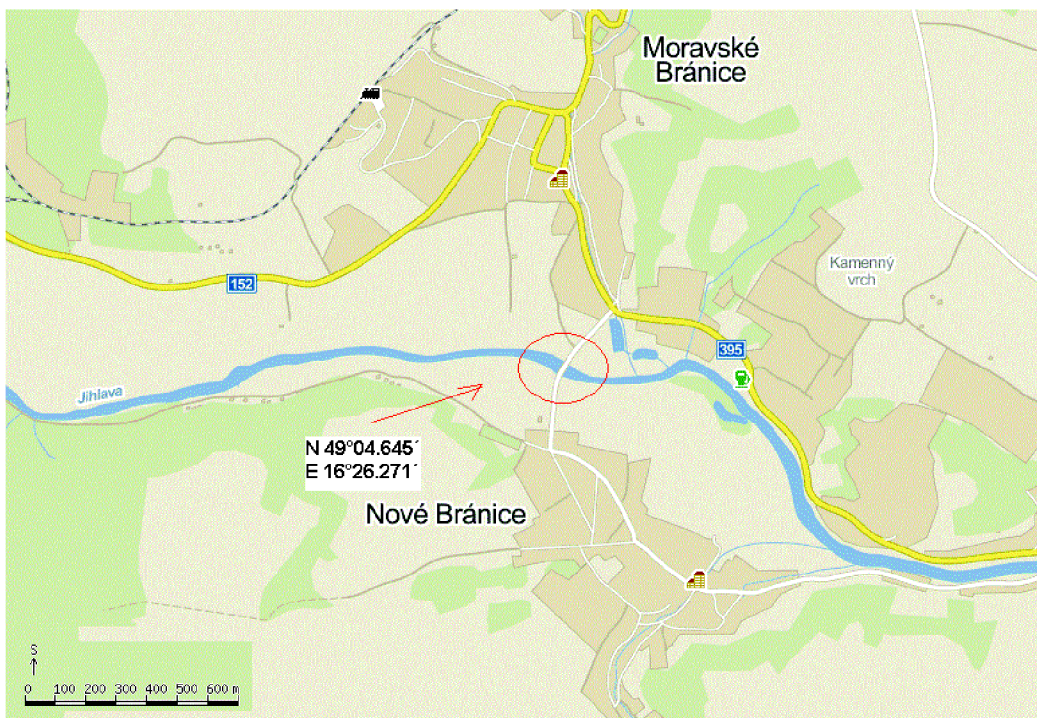 Moravské
Bránice
Kamenný
vrch
152
395
Jihlava
N 49°04.645´
E 16°26.271´
Nové Bránice
S
0 100 200 300 400 500 600 m